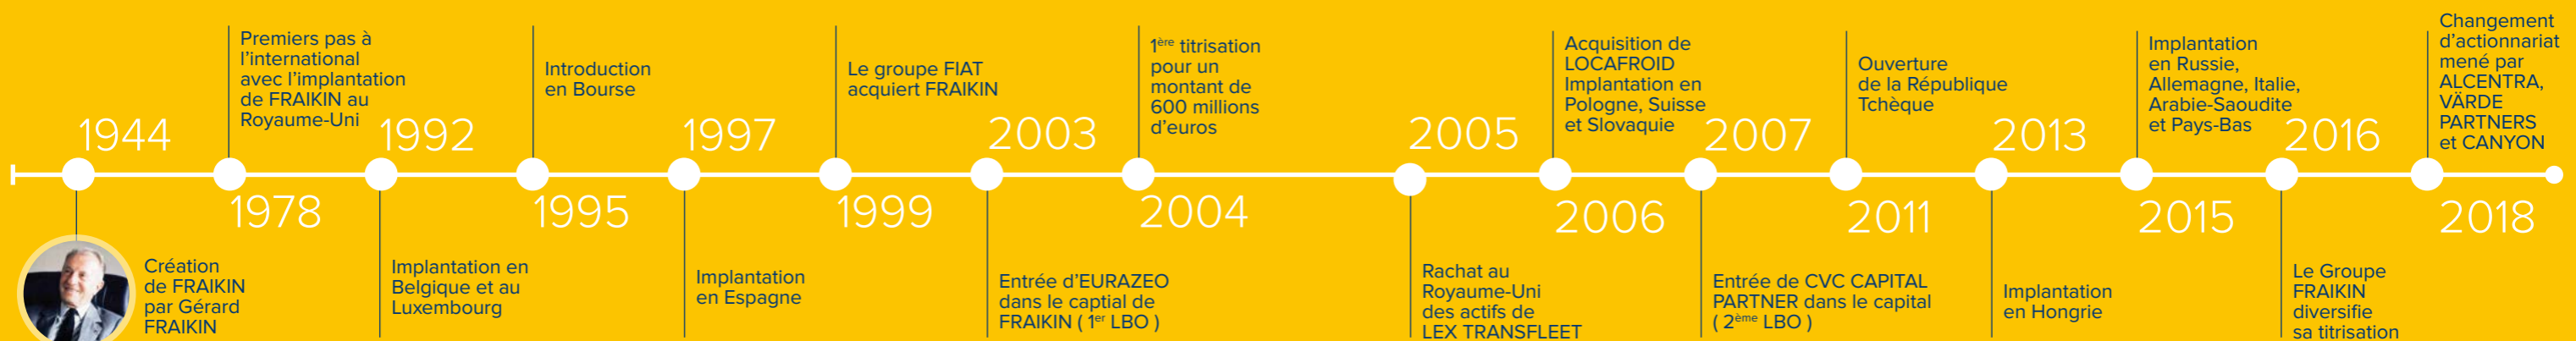 1944
Création
de FRAIKIN
par Gérard
FRAIKIN
1978
Premiers pas à
l'international
avec l'implantation
de FRAIKIN au
Royaume-Uni
1992
Implantation en
Belgique et au
Luxembourg
1995
Introduction
en Bourse
1997
Implantation
en Espagne
1999
Le groupe FIAT
acquiert FRAIKIN
2003
Entrée d'EURAZEO
dans le captial de
FRAIKIN ( 1er LBO )
2004
1ère titrisation
pour un
montant de
600 millions
d'euros
2005
Rachat au
Royaume-Uni
des actifs de
LEX TRANSFLEET
2006
Acquisition de
LOCAFROID
Implantation en
Pologne, Suisse
et Slovaquie
2007
Entrée de CVC CAPITAL
PARTNER dans le capital
( 2ème LBO )
2011
Ouverture
de la République
Tchèque
2013
Implantation
en Hongrie
2015
Implantation
en Russie,
Allemagne, Italie,
Arabie-Saoudite
et Pays-Bas
2016
Le Groupe
FRAIKIN
diversifie
sa titrisation
2018
Changement
d'actionnariat
mené par
ALCENTRA,
VÄRDE
PARTNERS
et CANYON